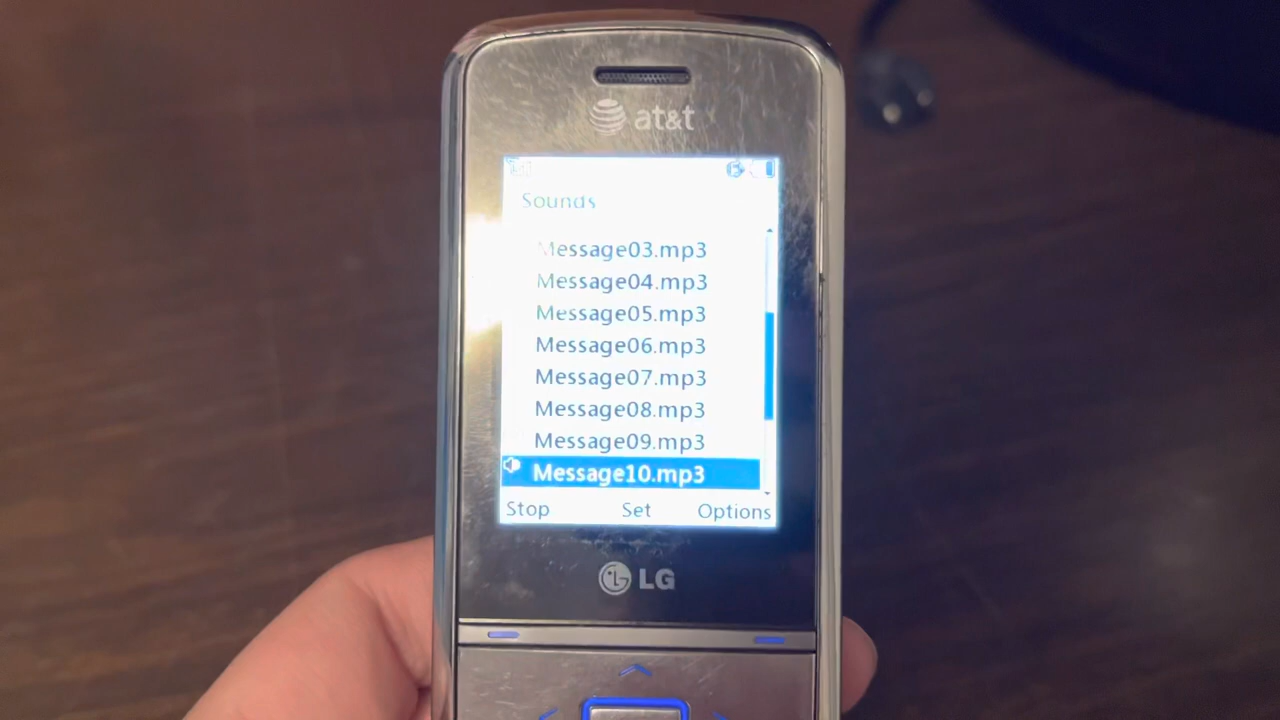 at&t
Sounds
Message03.mp3
Message04.mp3
Message05.mp3
Message06.mp3
Message07.mp3
Message08.mp3
Message09.mp3
Message10.mp3
Stop Set Options
LG